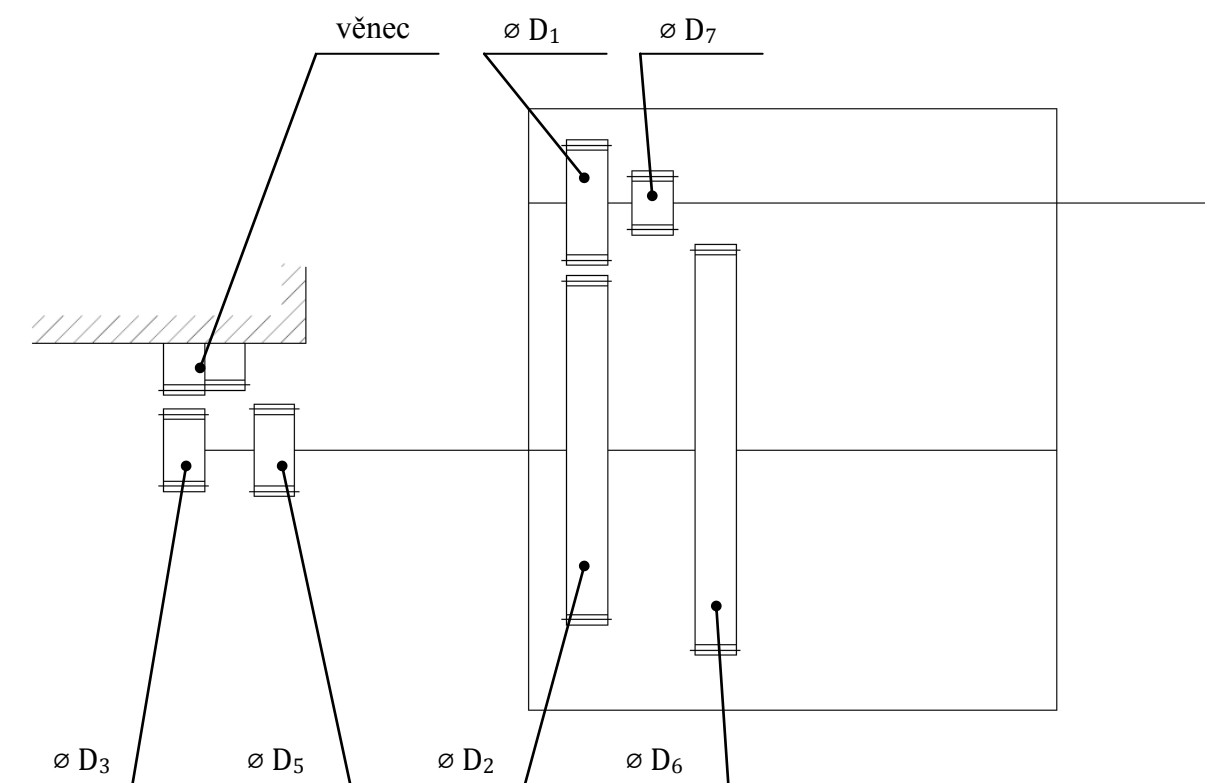 věnec
⌀ D₁
⌀ D₇
⌀ D₃
⌀ D₅
⌀ D₂
⌀ D₆